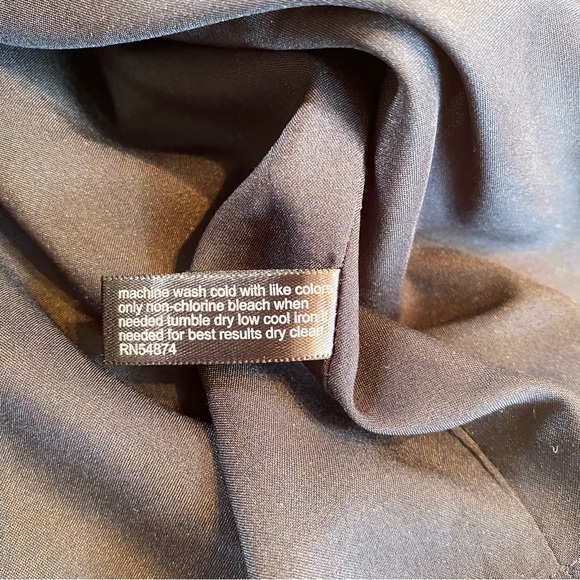 machine wash cold with like colors
only non-chlorine bleach when
needed tumble dry low cool iron if
needed for best results dry clean
RN54874